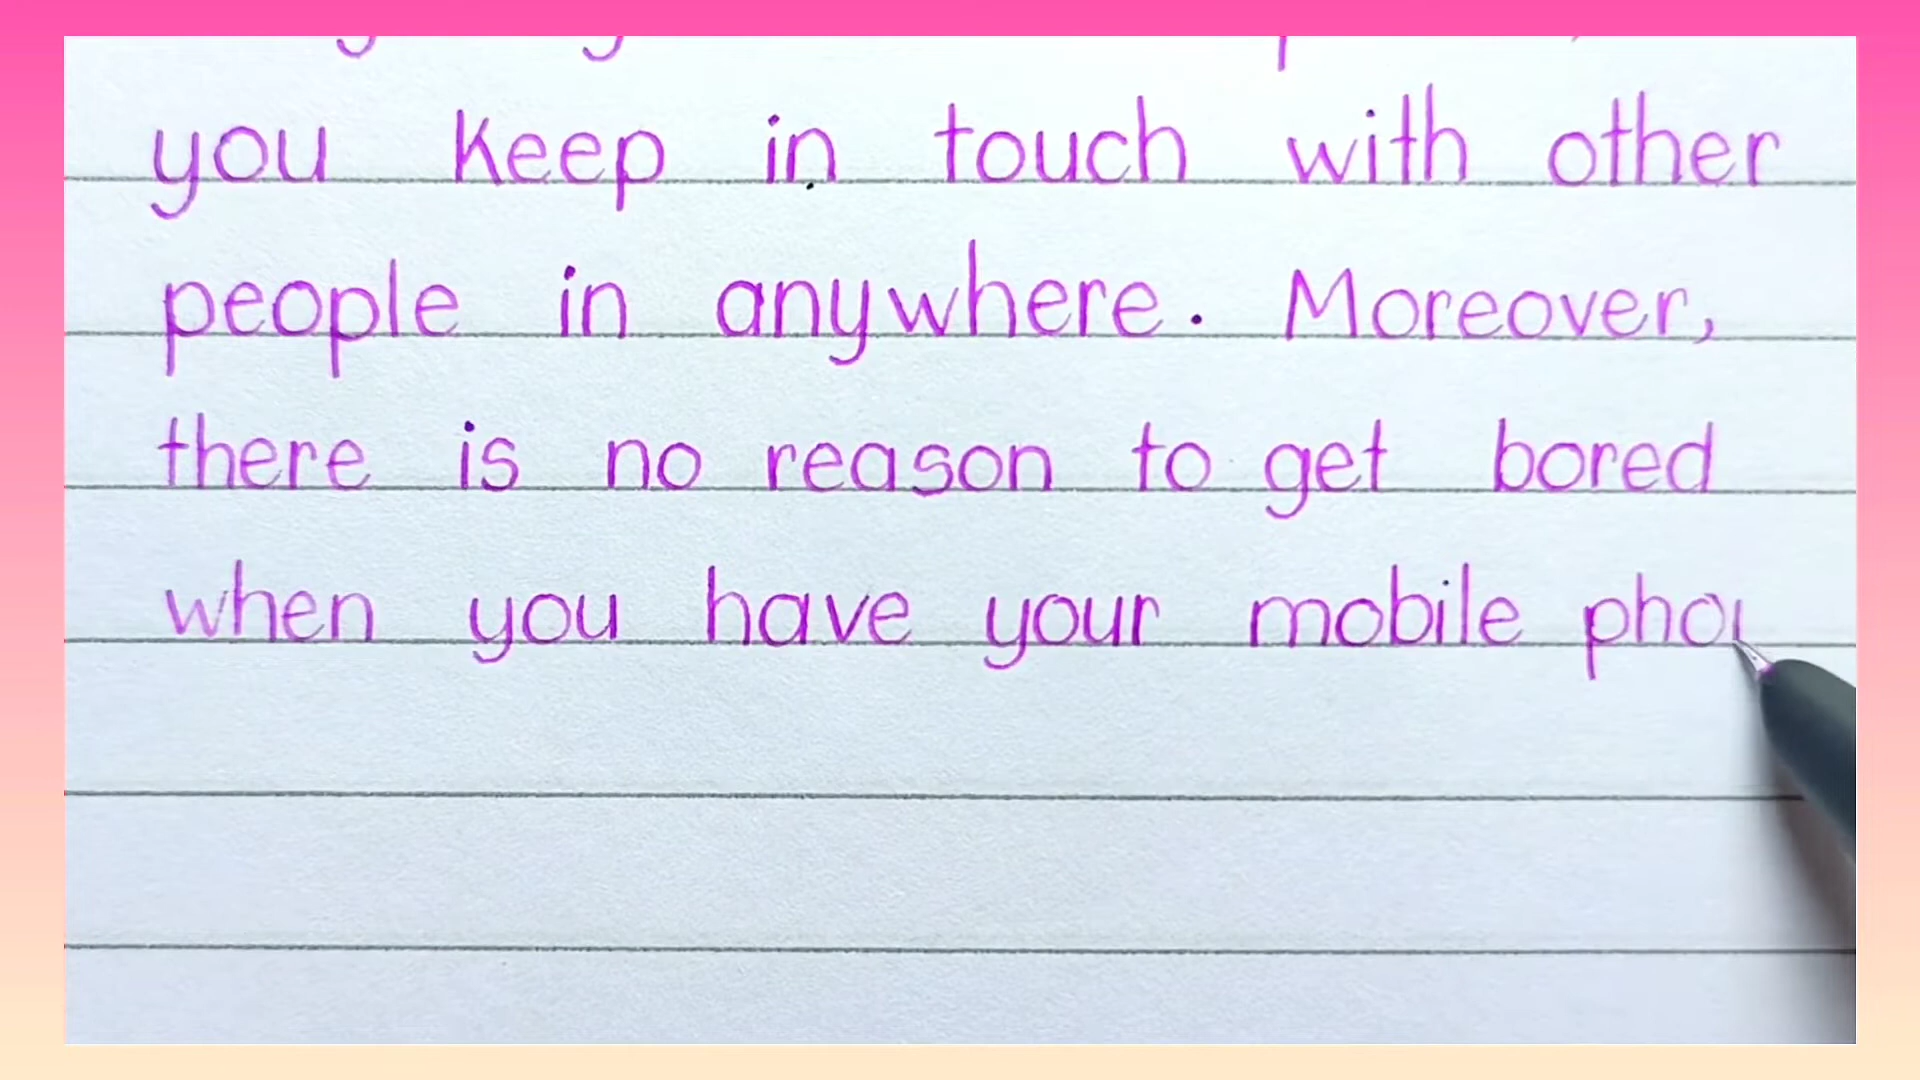 you keep in touch with other
people in anywhere. Moreover,
there is no reason to get bored
when you have your mobile pho